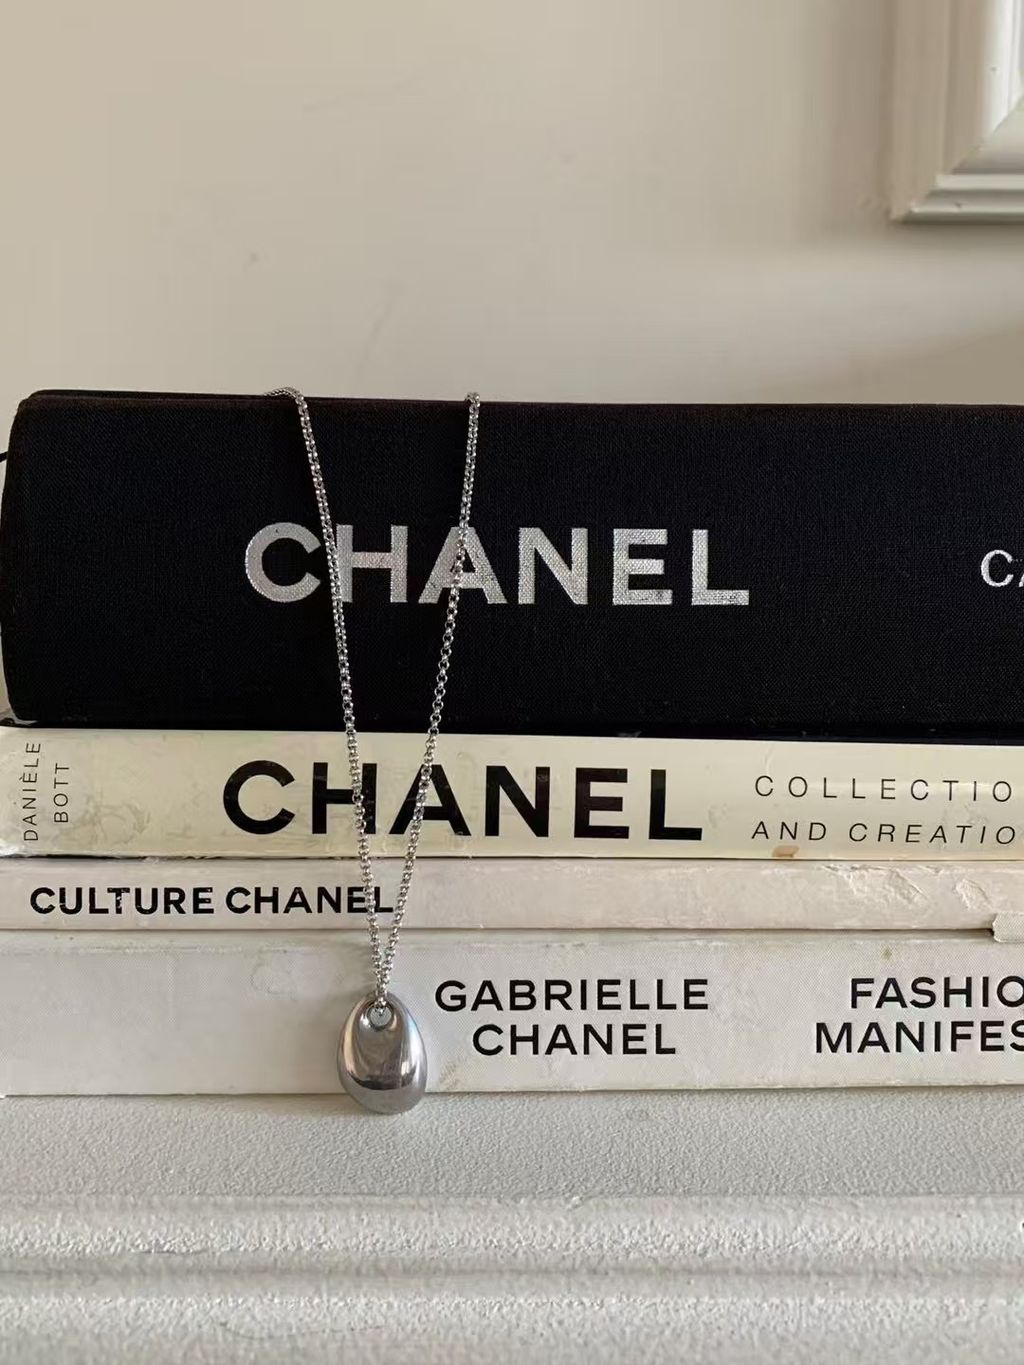 CHANEL
CA
DANIÈLE
BOTT
CHANEL
COLLECTIO
AND CREATIO
CULTURE CHANEL
GABRIELLE
CHANEL
FASHIO
MANIFES